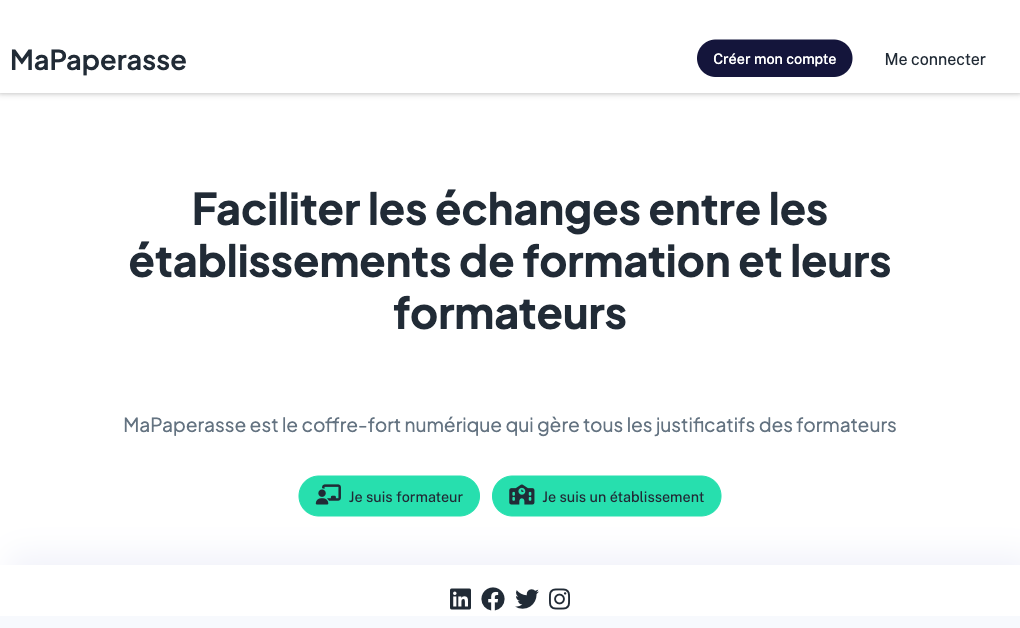 MaPaperasse
Créer mon compte
Me connecter
Faciliter les échanges entre les
établissements de formation et leurs
formateurs
MaPaperasse est le coffre-fort numérique qui gère tous les justificatifs des formateurs
Je suis formateur
Je suis un établissement